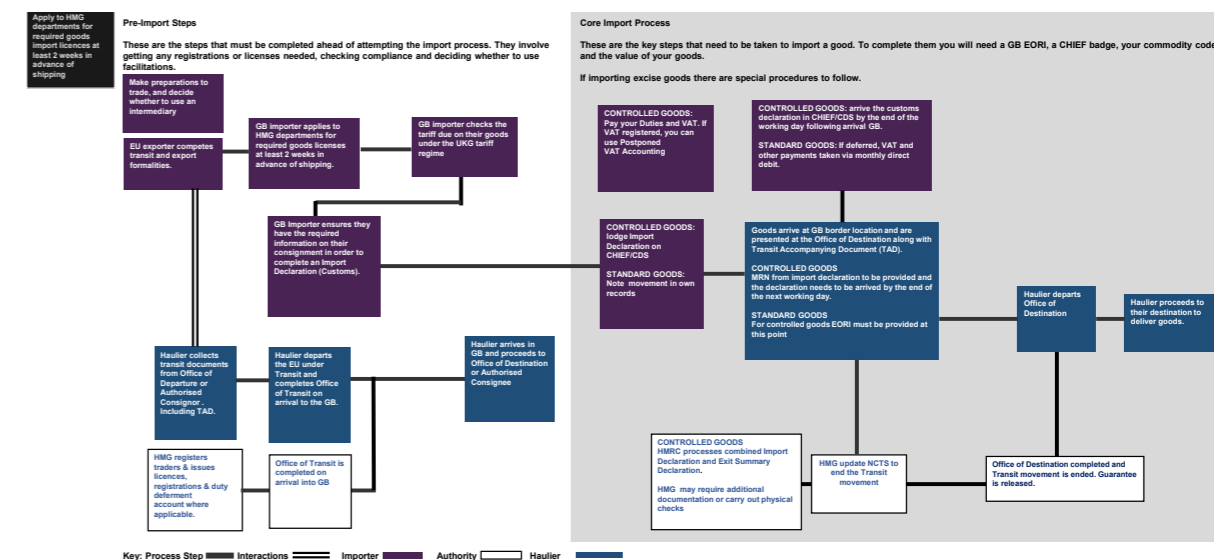 Apply to HMG
departments for
required goods
import licences at
least 2 weeks in
advance of
shipping
Pre-Import Steps
These are the steps that must be completed ahead of attempting the import process. They involve
getting any registrations or licenses needed, checking compliance and deciding whether to use
facilitations.
Make preparations to
trade, and decide
whether to use an
intermediary
EU exporter competes
transit and export
formalities.
GB importer applies to
HMG departments for
required goods licenses
at least 2 weeks in
advance of shipping.
GB importer checks the
tariff due on their goods
under the UKG tariff
regime
GB Importer ensures they
have the required
information on their
consignment in order to
complete an Import
Declaration (Customs).
Haulier collects
transit documents
from Office of
Departure or
Authorised
Consignor .
Including TAD.
Haulier departs
the EU under
Transit and
completes Office
of Transit on
arrival to the GB.
Haulier arrives in
GB and proceeds to
Office of Destination
or Authorised
Consignee
HMG registers
traders & issues
licences,
registrations & duty
deferment
account where
applicable.
Office of Transit is
completed on
arrival into GB
Core Import Process
These are the key steps that need to be taken to import a good. To complete them you will need a GB EORI, a CHIEF badge, your commodity code
and the value of your goods.
If importing excise goods there are special procedures to follow.
CONTROLLED GOODS:
Pay your Duties and VAT. If
VAT registered, you can
use Postponed
VAT Accounting
CONTROLLED GOODS: arrive the customs
declaration in CHIEF/CDS by the end of the
working day following arrival GB.
STANDARD GOODS: If deferred, VAT and
other payments taken via monthly direct
debit.
CONTROLLED GOODS:
lodge Import
Declaration on
CHIEF/CDS
STANDARD GOODS:
Note movement in own
records
Goods arrive at GB border location and are
presented at the Office of Destination along with
Transit Accompanying Document (TAD).
CONTROLLED GOODS
MRN from import declaration to be provided and
the declaration needs to be arrived by the end of
the next working day.
STANDARD GOODS
For controlled goods EORI must be provided at
this point
Haulier departs
Office of
Destination
Haulier proceeds to
their destination to
deliver goods.
CONTROLLED GOODS
HMRC processes combined Import
Declaration and Exit Summary
Declaration.
HMG may require additional
documentation or carry out physical
checks
HMG update NCTS to
end the Transit
movement
Office of Destination completed and
Transit movement is ended. Guarantee
is released.
Key: Process Step Interactions Importer Authority Haulier